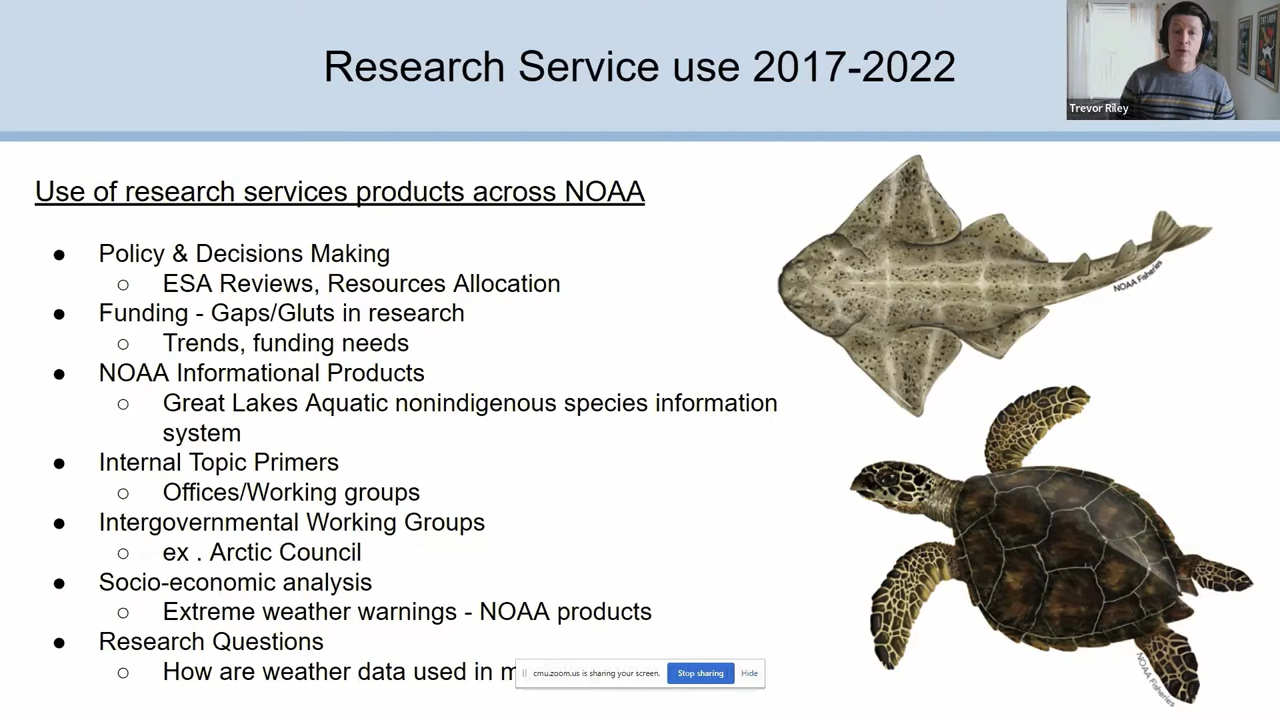 Research Service use 2017-2022
Trevor Riley
Use of research services products across NOAA
● Policy & Decisions Making
○ ESA Reviews, Resources Allocation
● Funding - Gaps/Gluts in research
○ Trends, funding needs
● NOAA Informational Products
○ Great Lakes Aquatic nonindigenous species information
system
● Internal Topic Primers
○ Offices/Working groups
● Intergovernmental Working Groups
○ ex . Arctic Council
● Socio-economic analysis
○ Extreme weather warnings - NOAA products
● Research Questions
○ How are weather data used in
cmu.zoom.us is sharing your screen. Stop sharing Hide
NOAA Fisheries
NOAA Fisheries